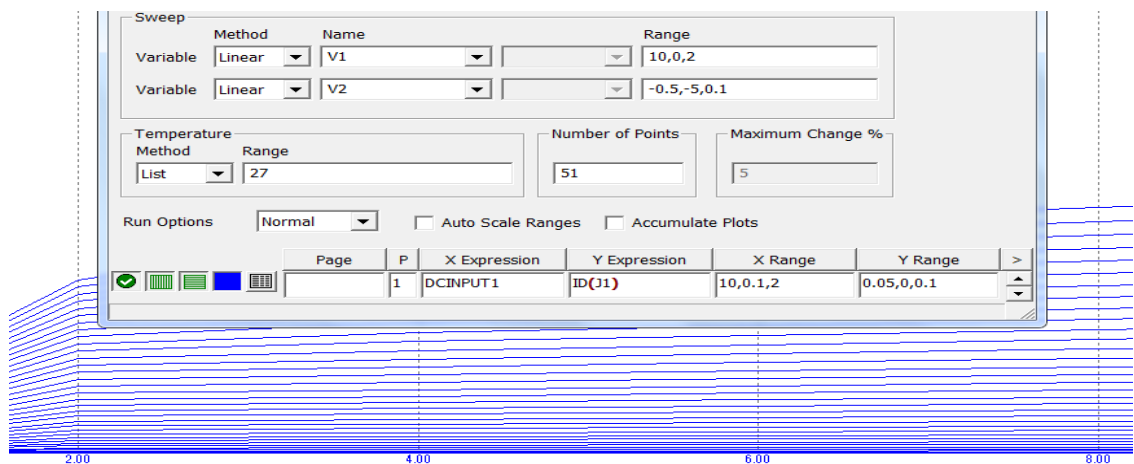 Sweep
Method Name Range
Variable Linear V1 10,0,2
Variable Linear V2 -0.5,-5,0.1
Temperature Number of Points Maximum Change %
Method Range
List 27 51 5
Run Options Normal Auto Scale Ranges Accumulate Plots
Page P X Expression Y Expression X Range Y Range >
1 DCINPUT1 ID(J1) 10,0.1,2 0.05,0,0.1
2.00 4.00 6.00 8.00